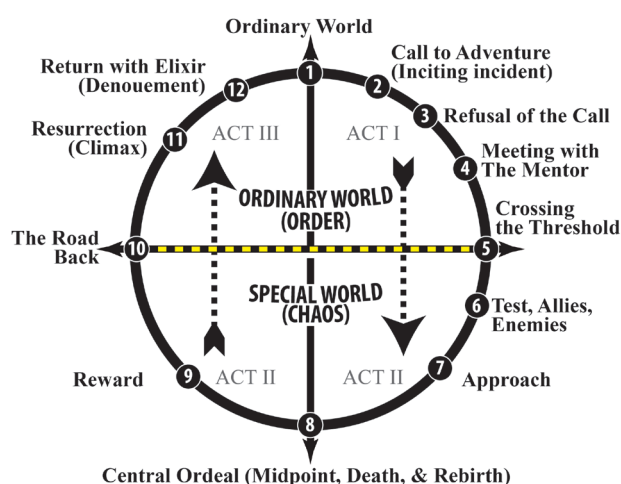 Ordinary World
1
Call to Adventure
(Inciting incident)
2
3
Refusal of the Call
4
Meeting with
The Mentor
Crossing
the Threshold
5
6
Test, Allies,
Enemies
7
Approach
8
Central Ordeal (Midpoint, Death, & Rebirth)
9
Reward
10
The Road
Back
11
Resurrection
(Climax)
12
Return with Elixir
(Denouement)
ACT III
ACT I
ORDINARY WORLD
(ORDER)
SPECIAL WORLD
(CHAOS)
ACT II
ACT II